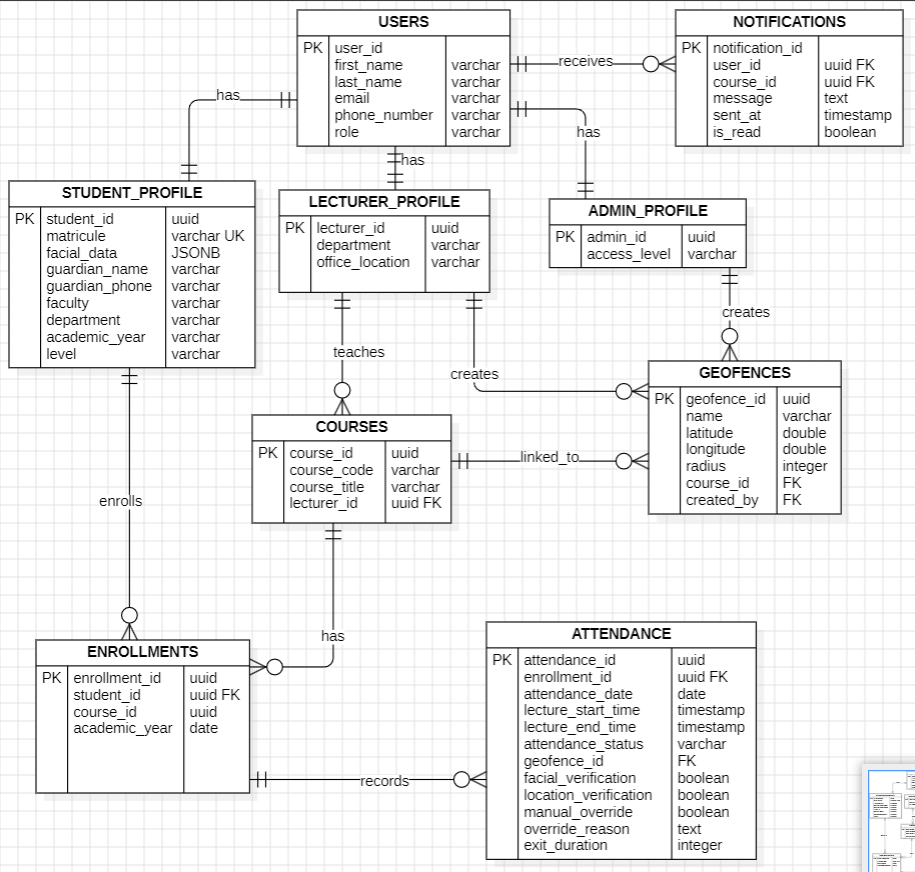 USERS
PK user_id
first_name varchar
last_name varchar
email varchar
phone_number varchar
role varchar
NOTIFICATIONS
PK notification_id
user_id uuid FK
course_id uuid FK
message text
sent_at timestamp
is_read boolean
receives
has
has
has
STUDENT_PROFILE
PK student_id uuid
matricule varchar UK
facial_data JSONB
guardian_name varchar
guardian_phone varchar
faculty varchar
department varchar
academic_year varchar
level varchar
LECTURER_PROFILE
PK lecturer_id uuid
department varchar
office_location varchar
ADMIN_PROFILE
PK admin_id uuid
access_level varchar
creates
teaches
creates
GEOFENCES
PK geofence_id uuid
name varchar
latitude double
longitude double
radius integer
course_id FK
created_by FK
COURSES
PK course_id uuid
course_code varchar
course_title varchar
lecturer_id uuid FK
linked_to
enrolls
has
ENROLLMENTS
PK enrollment_id uuid
student_id uuid FK
course_id uuid
academic_year date
records
ATTENDANCE
PK attendance_id uuid
enrollment_id uuid FK
attendance_date date
lecture_start_time timestamp
lecture_end_time timestamp
attendance_status varchar
geofence_id FK
facial_verification boolean
location_verification boolean
manual_override boolean
override_reason text
exit_duration integer